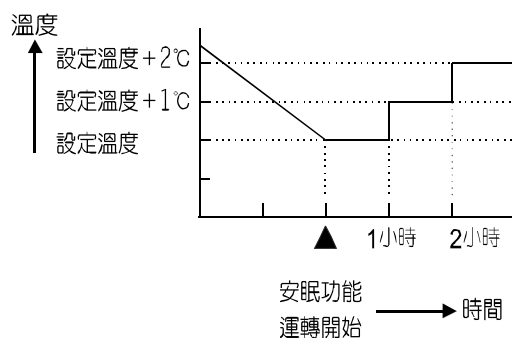 溫度
設定溫度+2℃
設定溫度+1℃
設定溫度
1小時
2小時
安眠功能
運轉開始
時間